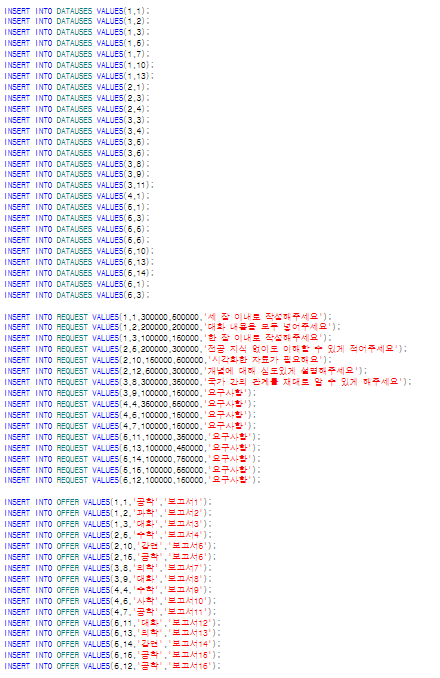 INSERT INTO DATAUSES VALUES(1,1);
INSERT INTO DATAUSES VALUES(1,2);
INSERT INTO DATAUSES VALUES(1,3);
INSERT INTO DATAUSES VALUES(1,5);
INSERT INTO DATAUSES VALUES(1,7);
INSERT INTO DATAUSES VALUES(1,10);
INSERT INTO DATAUSES VALUES(1,13);
INSERT INTO DATAUSES VALUES(2,1);
INSERT INTO DATAUSES VALUES(2,3);
INSERT INTO DATAUSES VALUES(2,4);
INSERT INTO DATAUSES VALUES(3,3);
INSERT INTO DATAUSES VALUES(3,4);
INSERT INTO DATAUSES VALUES(3,5);
INSERT INTO DATAUSES VALUES(3,6);
INSERT INTO DATAUSES VALUES(3,8);
INSERT INTO DATAUSES VALUES(3,9);
INSERT INTO DATAUSES VALUES(3,11);
INSERT INTO DATAUSES VALUES(4,1);
INSERT INTO DATAUSES VALUES(5,1);
INSERT INTO DATAUSES VALUES(5,3);
INSERT INTO DATAUSES VALUES(5,5);
INSERT INTO DATAUSES VALUES(5,6);
INSERT INTO DATAUSES VALUES(5,10);
INSERT INTO DATAUSES VALUES(5,13);
INSERT INTO DATAUSES VALUES(5,14);
INSERT INTO DATAUSES VALUES(6,1);
INSERT INTO DATAUSES VALUES(6,3);
INSERT INTO REQUEST VALUES(1,1,300000,500000,'세 장 이내로 작성해주세요');
INSERT INTO REQUEST VALUES(1,2,200000,200000,'대화 내용을 모두 넣어주세요');
INSERT INTO REQUEST VALUES(1,3,100000,150000,'한 장 이내로 작성해주세요');
INSERT INTO REQUEST VALUES(2,5,200000,300000,'전공 지식 없이도 이해할 수 있게 적어주세요');
INSERT INTO REQUEST VALUES(2,10,150000,600000,'시각화한 자료가 필요해요');
INSERT INTO REQUEST VALUES(2,12,50000,300000,'개념에 대해 심도있게 설명해주세요');
INSERT INTO REQUEST VALUES(3,8,300000,350000,'국가 간의 관계를 제대로 알 수 있게 해주세요');
INSERT INTO REQUEST VALUES(3,9,100000,150000,'요구사항');
INSERT INTO REQUEST VALUES(4,4,350000,550000,'요구사항');
INSERT INTO REQUEST VALUES(4,6,100000,150000,'요구사항');
INSERT INTO REQUEST VALUES(4,7,100000,150000,'요구사항');
INSERT INTO REQUEST VALUES(5,11,100000,350000,'요구사항');
INSERT INTO REQUEST VALUES(5,13,100000,450000,'요구사항');
INSERT INTO REQUEST VALUES(5,14,100000,750000,'요구사항');
INSERT INTO REQUEST VALUES(5,15,100000,550000,'요구사항');
INSERT INTO REQUEST VALUES(6,12,100000,150000,'요구사항');
INSERT INTO OFFER VALUES(1,1,'공학','보고서1');
INSERT INTO OFFER VALUES(1,2,'과학','보고서2');
INSERT INTO OFFER VALUES(1,3,'대화','보고서3');
INSERT INTO OFFER VALUES(2,5,'수학','보고서4');
INSERT INTO OFFER VALUES(2,10,'강연','보고서5');
INSERT INTO OFFER VALUES(2,15,'공학','보고서6');
INSERT INTO OFFER VALUES(3,8,'의학','보고서7');
INSERT INTO OFFER VALUES(3,9,'대화','보고서8');
INSERT INTO OFFER VALUES(4,4,'수학','보고서9');
INSERT INTO OFFER VALUES(4,6,'사학','보고서10');
INSERT INTO OFFER VALUES(4,7,'공학','보고서11');
INSERT INTO OFFER VALUES(5,11,'대화','보고서12');
INSERT INTO OFFER VALUES(5,13,'의학','보고서13');
INSERT INTO OFFER VALUES(5,14,'강연','보고서14');
INSERT INTO OFFER VALUES(5,15,'공학','보고서15');
INSERT INTO OFFER VALUES(6,12,'공학','보고서16');